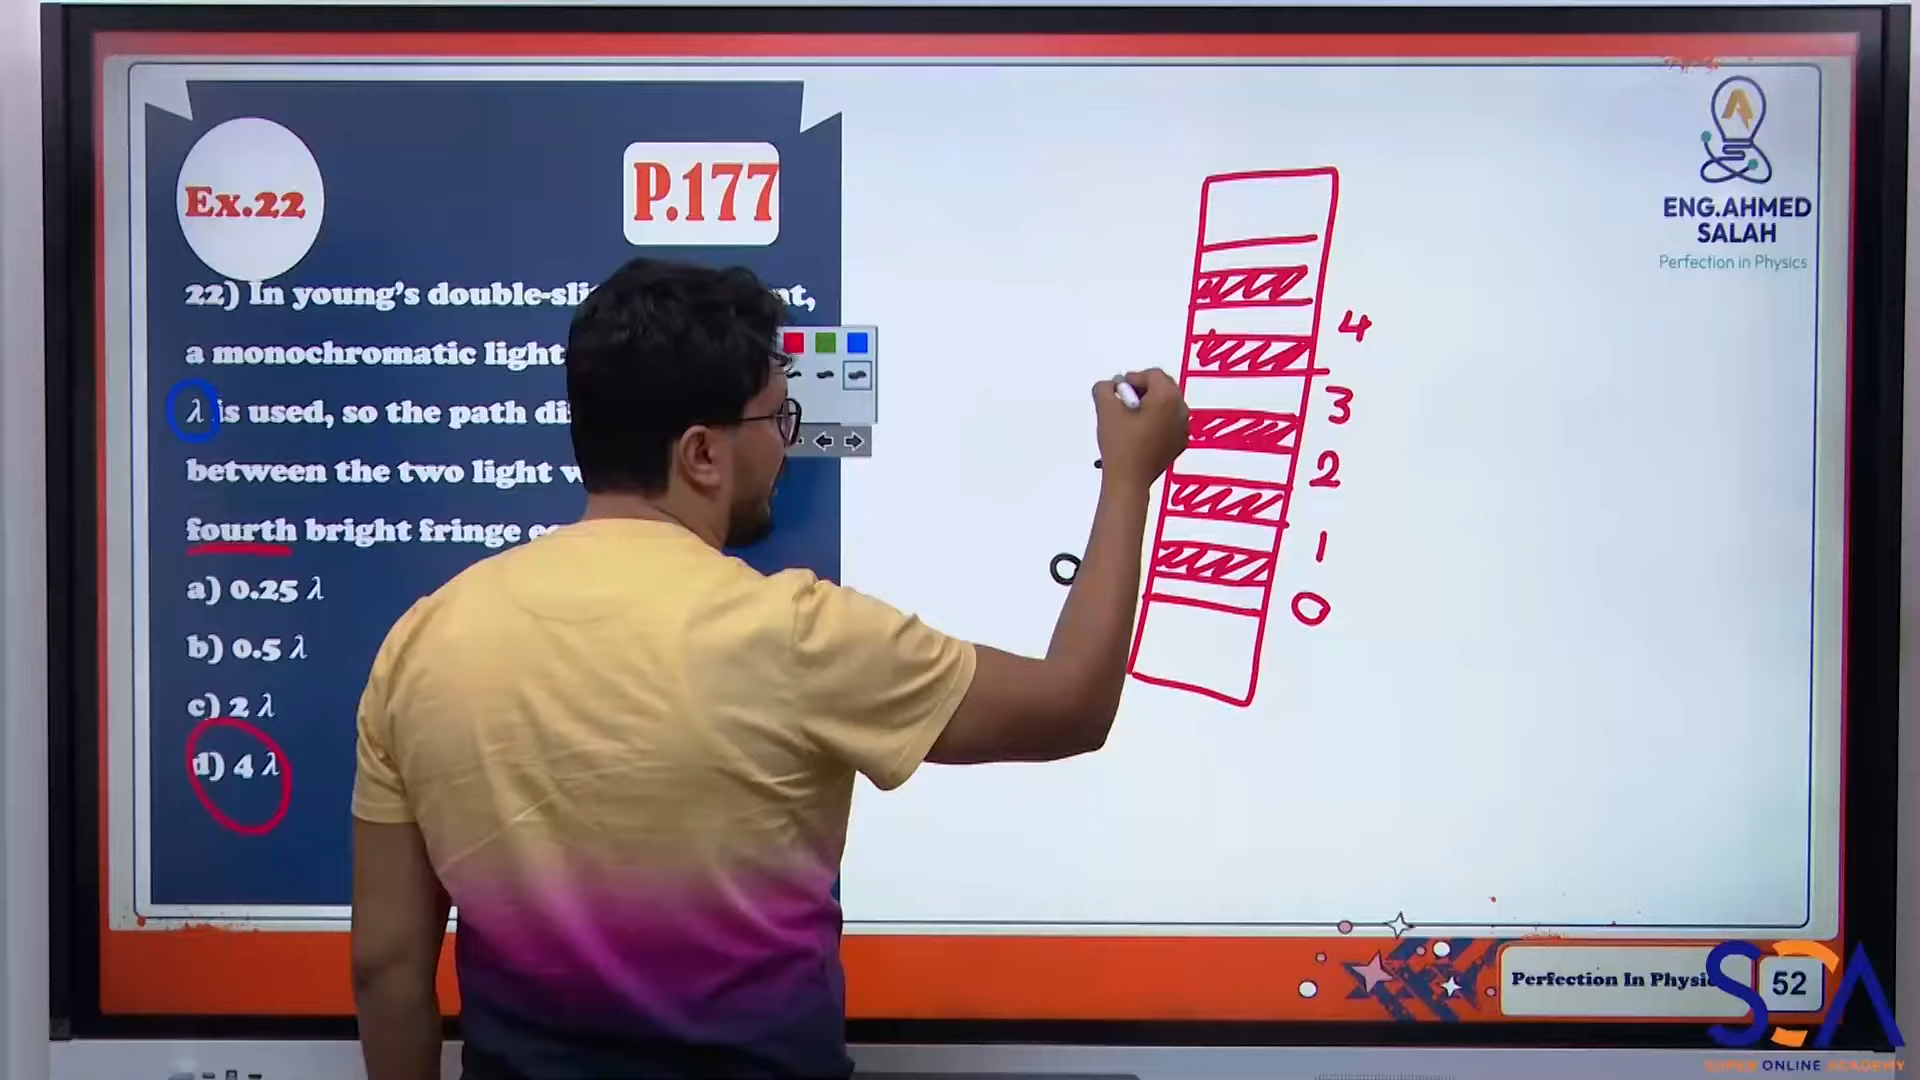 Ex.22
P.177
22) In young's double-sli nt,
a monochromatic light
λ is used, so the path di
between the two light w
fourth bright fringe e
a) 0.25 λ
b) 0.5 λ
c) 2 λ
d) 4 λ
4
3
2
1
0
0
ENG.AHMED
SALAH
Perfection in Physics
Perfection In Physic
52
SOA
SUPER ONLINE ACADEMY